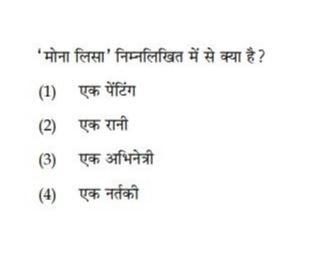 ‘मोना लिसा’ निम्नलिखित में से क्या है?
(1) एक पेंटिंग
(2) एक रानी
(3) एक अभिनेत्री
(4) एक नर्तकी